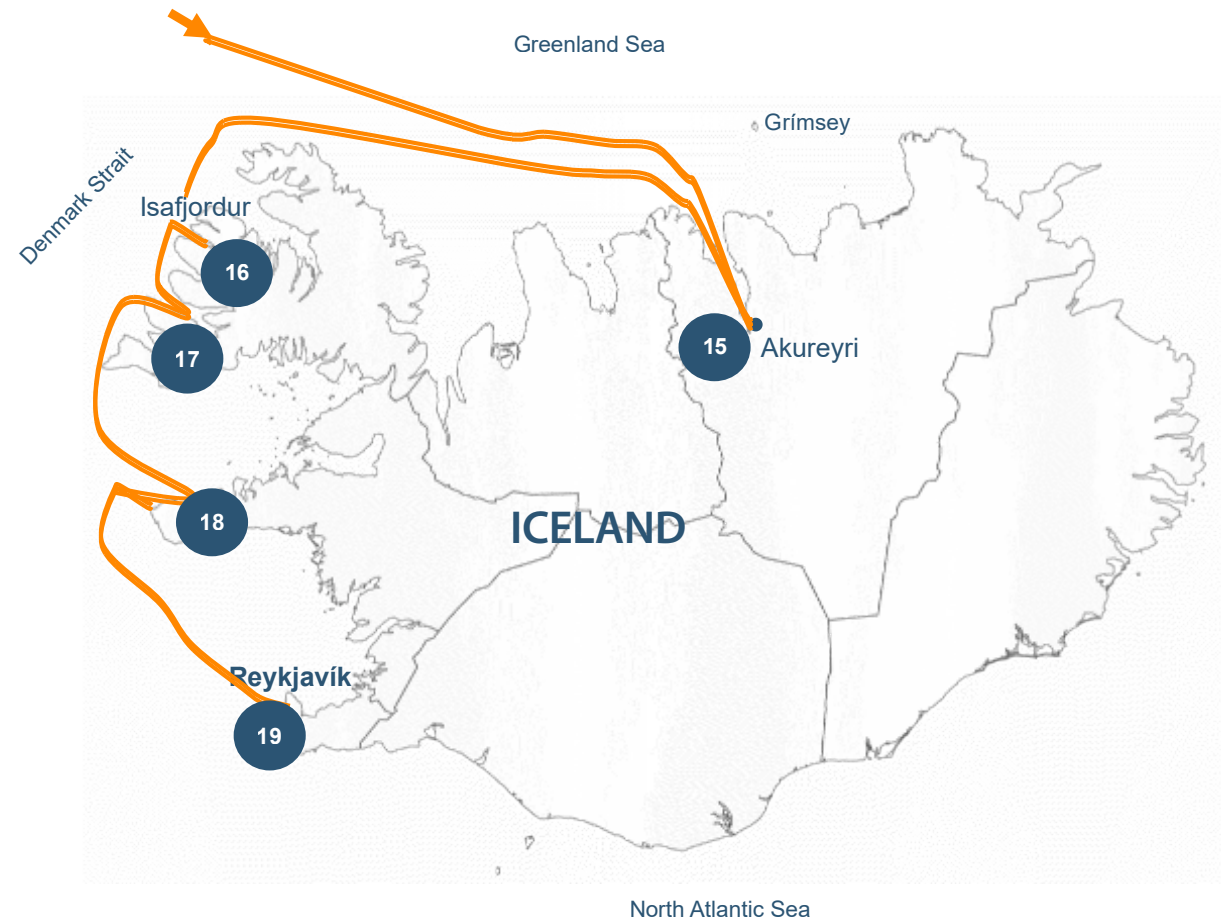 Greenland Sea
Grímsey
Denmark Strait
Isafjordur
16
15
Akureyri
17
18
ICELAND
Reykjavík
19
North Atlantic Sea